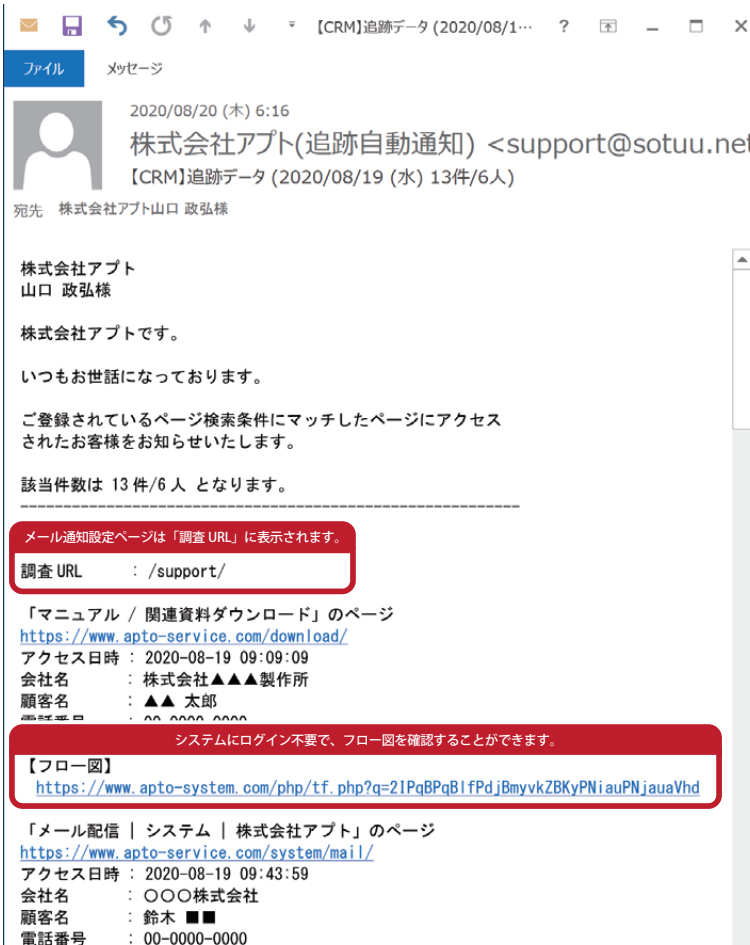 【CRM】追跡データ (2020/08/1…
?
ファイル メッセージ
2020/08/20 (木) 6:16
株式会社アプト(追跡自動通知) <support@sotuu.net
【CRM】追跡データ (2020/08/19 (水) 13件/6人)
宛先 株式会社アプト山口 政弘様
株式会社アプト
山口 政弘様
株式会社アプトです。
いつもお世話になっております。
ご登録されているページ検索条件にマッチしたページにアクセス
されたお客様をお知らせいたします。
該当件数は 13 件/6 人 となります。
------------------------------------------------------------
メール通知設定ページは「調査 URL」に表示されます。
調査 URL : /support/
「マニュアル / 関連資料ダウンロード」のページ
https://www.apto-service.com/download/
アクセス日時 : 2020-08-19 09:09:09
会社名 : 株式会社▲▲▲製作所
顧客名 : ▲▲ 太郎
電話番号 : 00-0000-0000
システムにログイン不要で、フロー図を確認することができます。
【フロー図】
https://www.apto-system.com/php/tf.php?q=2IPqBPqBlfPdjBmyvkZBKyPNiauPNjauaVhd
「メール配信 | システム | 株式会社アプト」のページ
https://www.apto-service.com/system/mail/
アクセス日時 : 2020-08-19 09:43:59
会社名 : 〇〇〇株式会社
顧客名 : 鈴木 ■■
電話番号 : 00-0000-0000